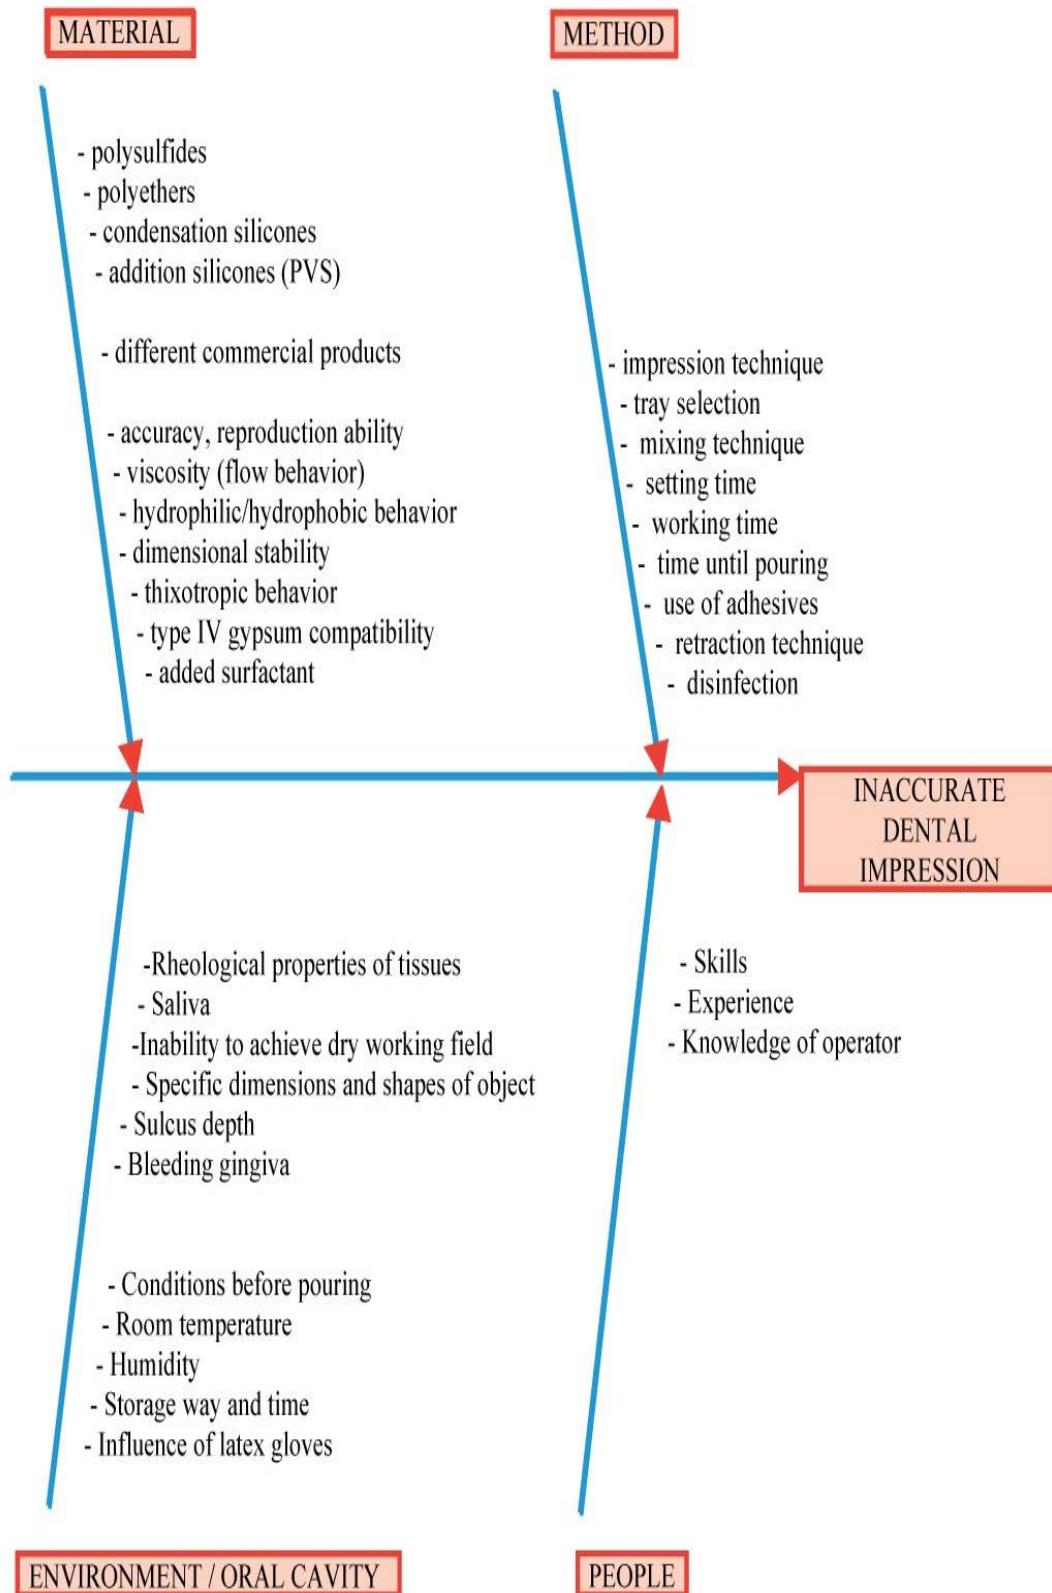 MATERIAL
- polysulfides
- polyethers
- condensation silicones
- addition silicones (PVS)
- different commercial products
- accuracy, reproduction ability
- viscosity (flow behavior)
- hydrophilic/hydrophobic behavior
- dimensional stability
- thixotropic behavior
- type IV gypsum compatibility
- added surfactant
METHOD
- impression technique
- tray selection
- mixing technique
- setting time
- working time
- time until pouring
- use of adhesives
- retraction technique
- disinfection
INACCURATE
DENTAL
IMPRESSION
-Rheological properties of tissues
- Saliva
-Inability to achieve dry working field
- Specific dimensions and shapes of object
- Sulcus depth
- Bleeding gingiva
- Conditions before pouring
- Room temperature
- Humidity
- Storage way and time
- Influence of latex gloves
ENVIRONMENT / ORAL CAVITY
- Skills
- Experience
- Knowledge of operator
PEOPLE